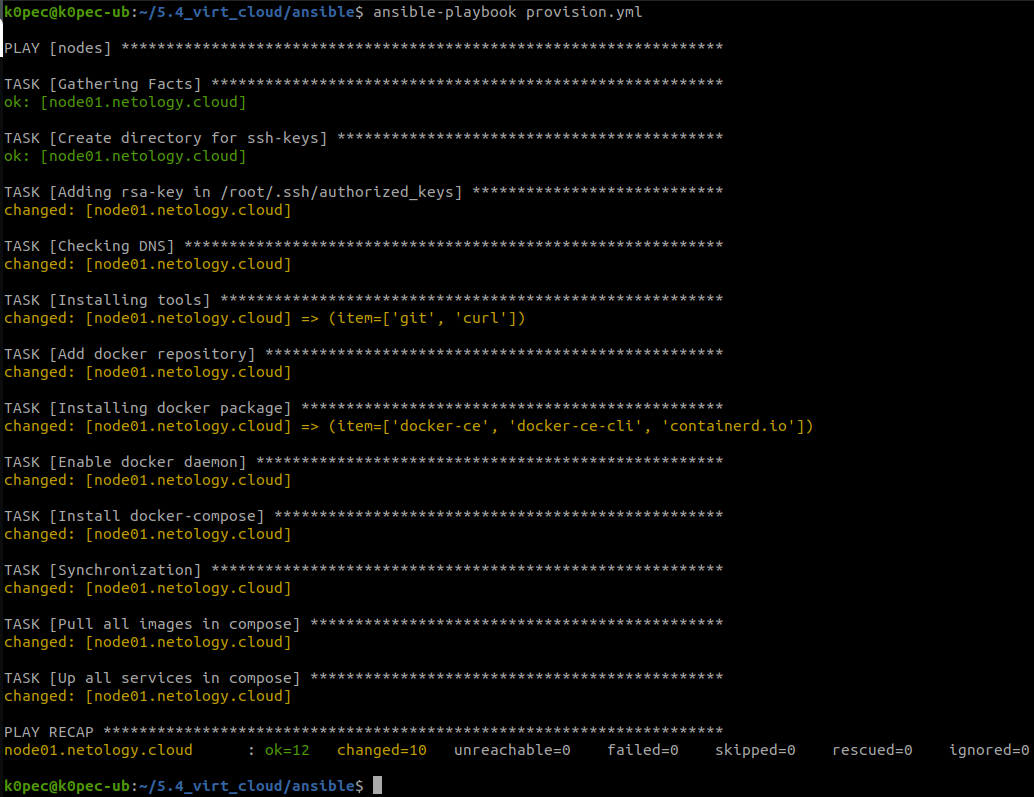 k0pec@k0pec-ub:~/5.4_virt_cloud/ansible$ ansible-playbook provision.yml
PLAY [nodes] *******************************************************************
TASK [Gathering Facts] *********************************************************
ok: [node01.netology.cloud]
TASK [Create directory for ssh-keys] *******************************************
ok: [node01.netology.cloud]
TASK [Adding rsa-key in /root/.ssh/authorized_keys] ****************************
changed: [node01.netology.cloud]
TASK [Checking DNS] ************************************************************
changed: [node01.netology.cloud]
TASK [Installing tools] ********************************************************
changed: [node01.netology.cloud] => (item=['git', 'curl'])
TASK [Add docker repository] ***************************************************
changed: [node01.netology.cloud]
TASK [Installing docker package] ***********************************************
changed: [node01.netology.cloud] => (item=['docker-ce', 'docker-ce-cli', 'containerd.io'])
TASK [Enable docker daemon] ****************************************************
changed: [node01.netology.cloud]
TASK [Install docker-compose] **************************************************
changed: [node01.netology.cloud]
TASK [Synchronization] *********************************************************
changed: [node01.netology.cloud]
TASK [Pull all images in compose] **********************************************
changed: [node01.netology.cloud]
TASK [Up all services in compose] **********************************************
changed: [node01.netology.cloud]
PLAY RECAP *********************************************************************
node01.netology.cloud      : ok=12   changed=10   unreachable=0    failed=0    skipped=0    rescued=0    ignored=0
k0pec@k0pec-ub:~/5.4_virt_cloud/ansible$